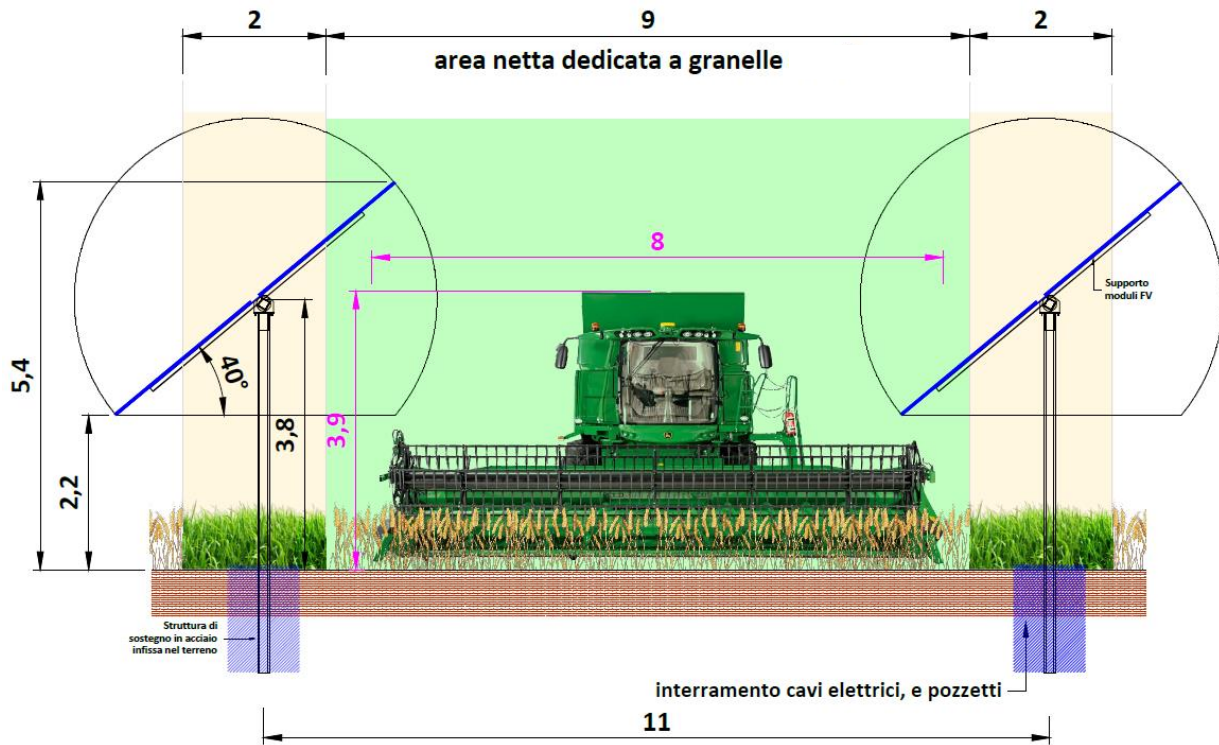 2
9
2
area netta dedicata a granelle
8
Supporto
moduli FV
5,4
40°
3,8
3,9
2,2
Struttura di
sostegno in acciaio
infissa nel terreno
interramento cavi elettrici, e pozzetti
11